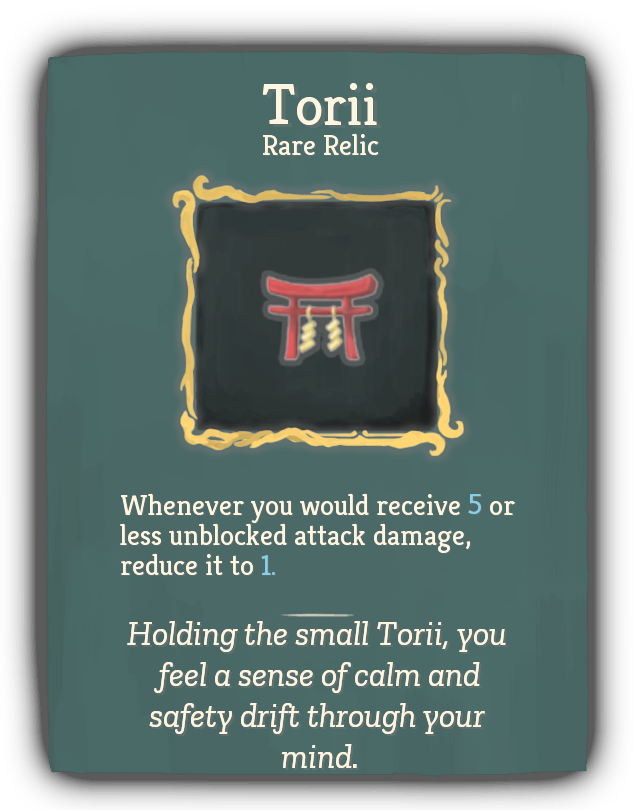 Torii
Rare Relic
Whenever you would receive 5 or
less unblocked attack damage,
reduce it to 1.
Holding the small Torii, you
feel a sense of calm and
safety drift through your
mind.